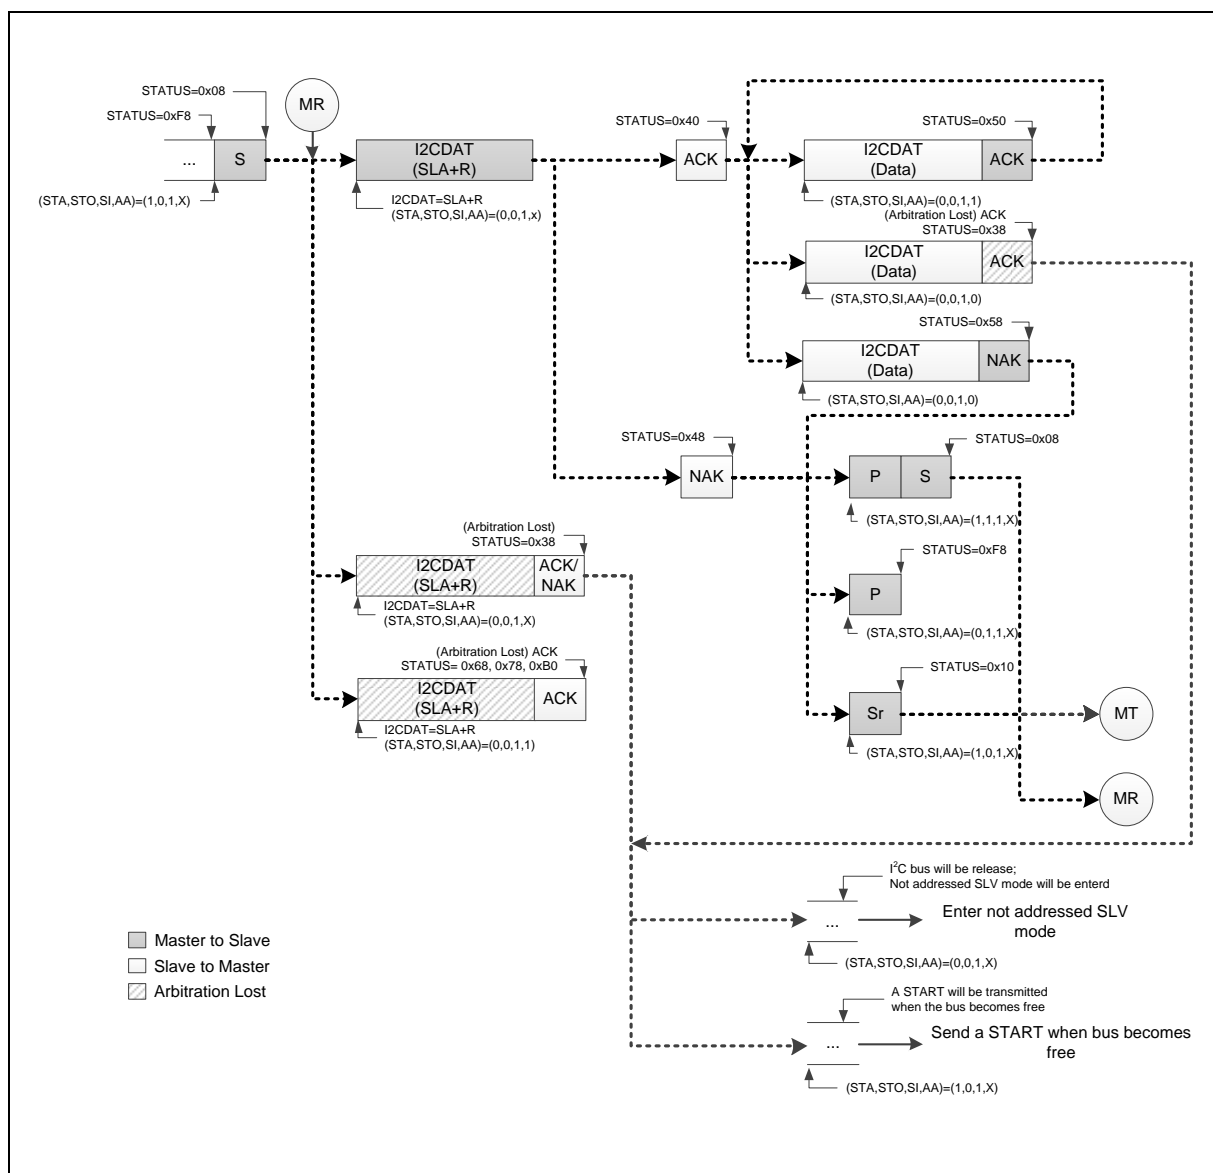 STATUS=0x08
STATUS=0xF8
MR
... S
(STA,STO,SI,AA)=(1,0,1,X)
I2CDAT
(SLA+R)
I2CDAT=SLA+R
(STA,STO,SI,AA)=(0,0,1,x)
STATUS=0x40
ACK
STATUS=0x50
I2CDAT
(Data)
ACK
(STA,STO,SI,AA)=(0,0,1,1)
(Arbitration Lost) ACK
STATUS=0x38
I2CDAT
(Data)
ACK
(STA,STO,SI,AA)=(0,0,1,0)
STATUS=0x58
I2CDAT
(Data)
NAK
(STA,STO,SI,AA)=(0,0,1,0)
STATUS=0x48
NAK
STATUS=0x08
P S
(STA,STO,SI,AA)=(1,1,1,X)
(Arbitration Lost)
STATUS=0x38
I2CDAT
(SLA+R)
ACK/
NAK
I2CDAT=SLA+R
(STA,STO,SI,AA)=(0,0,1,X)
STATUS=0xF8
P
(STA,STO,SI,AA)=(0,1,1,X)
(Arbitration Lost) ACK
STATUS= 0x68, 0x78, 0xB0
I2CDAT
(SLA+R)
ACK
I2CDAT=SLA+R
(STA,STO,SI,AA)=(0,0,1,1)
STATUS=0x10
Sr
(STA,STO,SI,AA)=(1,0,1,X)
MT
MR
I2C bus will be release;
Not addressed SLV mode will be enterd
...
Enter not addressed SLV
mode
(STA,STO,SI,AA)=(0,0,1,X)
Master to Slave
Slave to Master
Arbitration Lost
A START will be transmitted
when the bus becomes free
...
Send a START when bus becomes
free
(STA,STO,SI,AA)=(1,0,1,X)